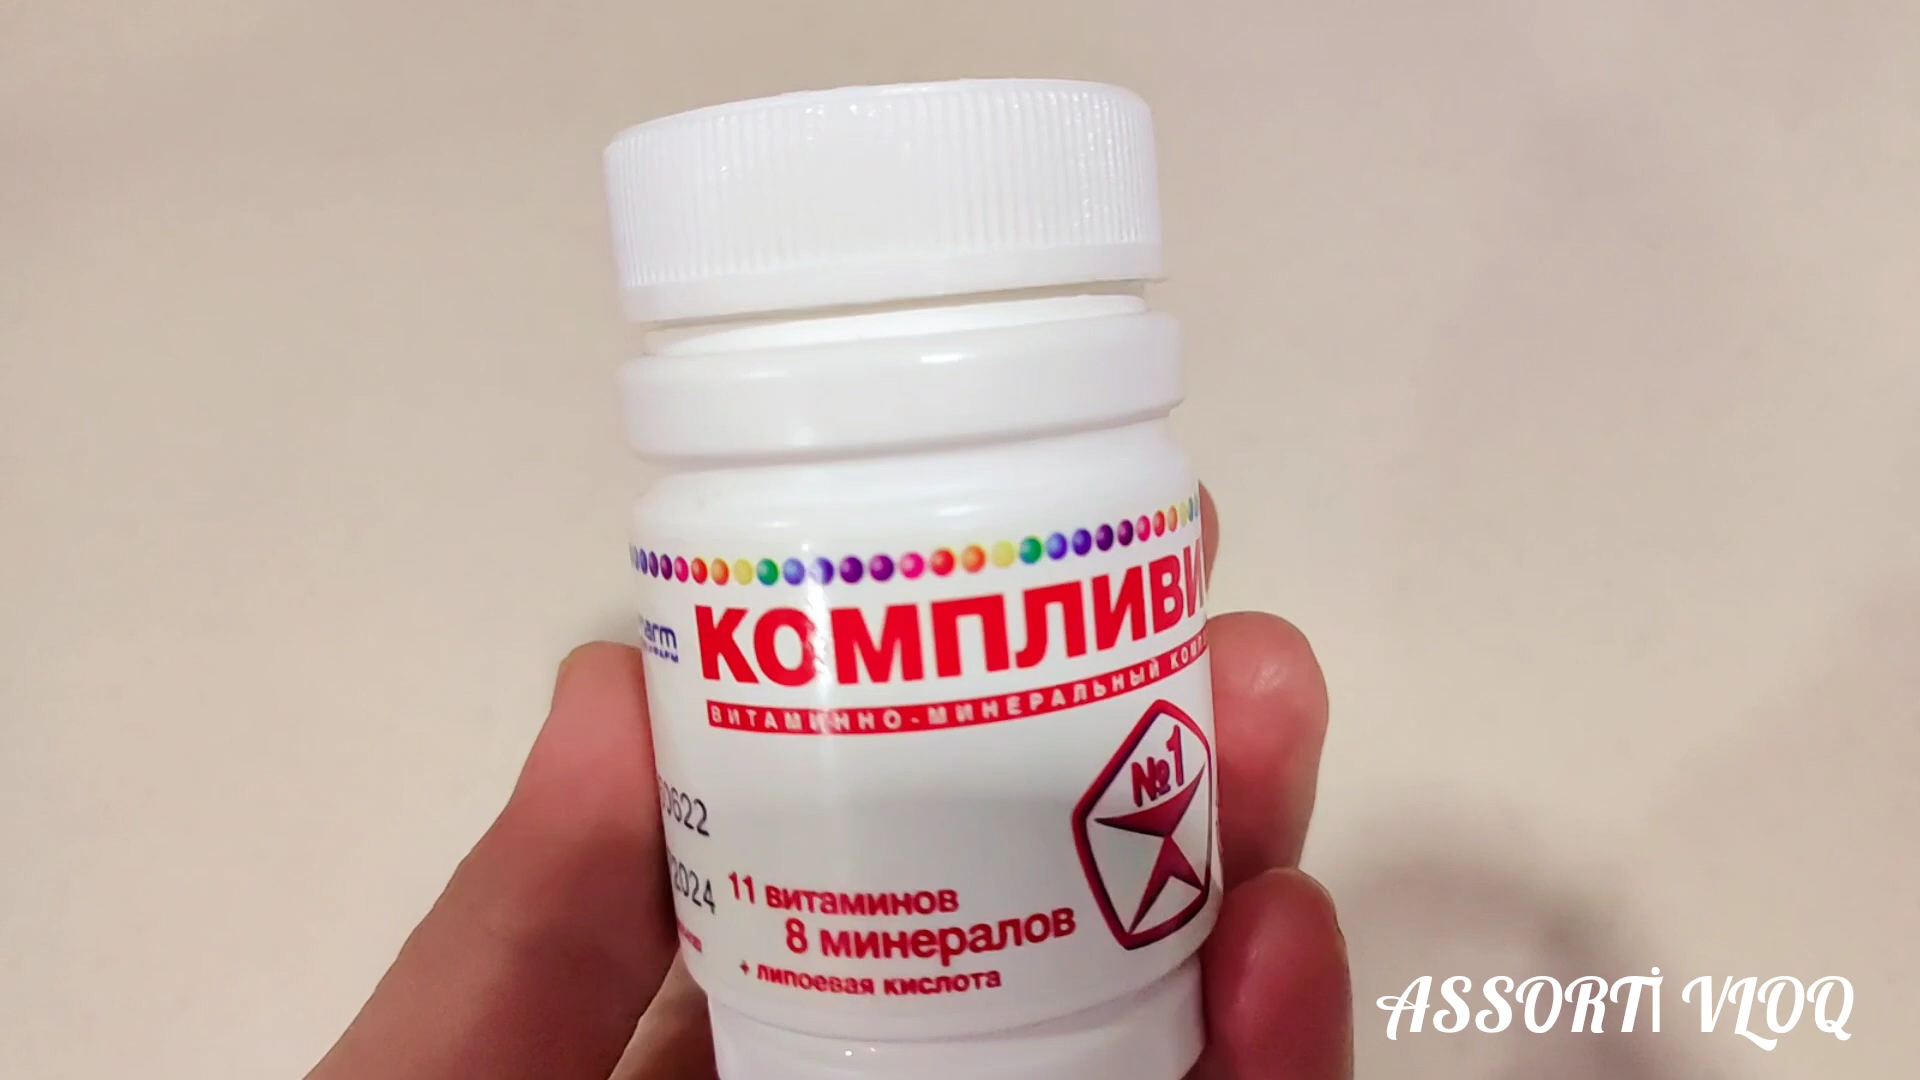 КОМПЛИВИ
ВИТАМИННО-МИНЕРАЛЬНЫЙ
№1
0622
2024
11 витаминов
8 минералов
+ липоевая кислота
ASSORTİ VLOQ